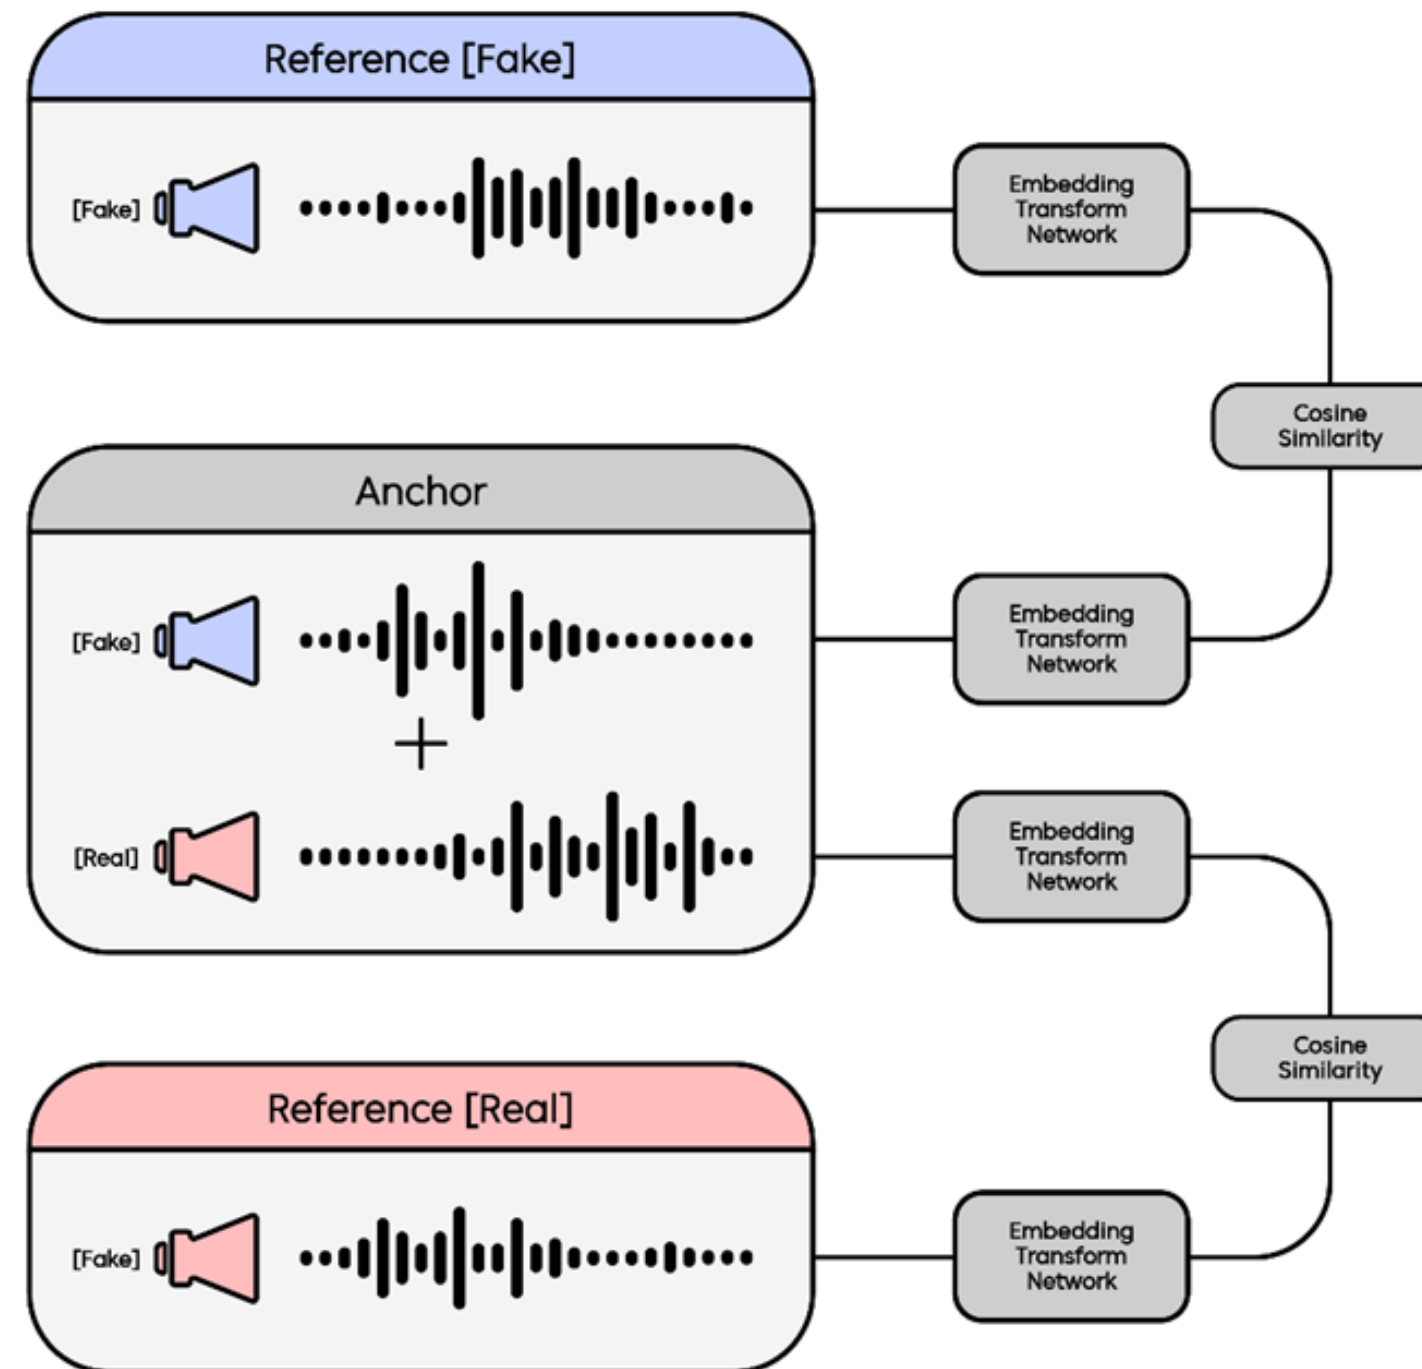 Reference [Fake]
[Fake]
Embedding
Transform
Network
Cosine
Similarity
Anchor
[Fake]
Embedding
Transform
Network
+
[Real]
Embedding
Transform
Network
Cosine
Similarity
Reference [Real]
[Fake]
Embedding
Transform
Network